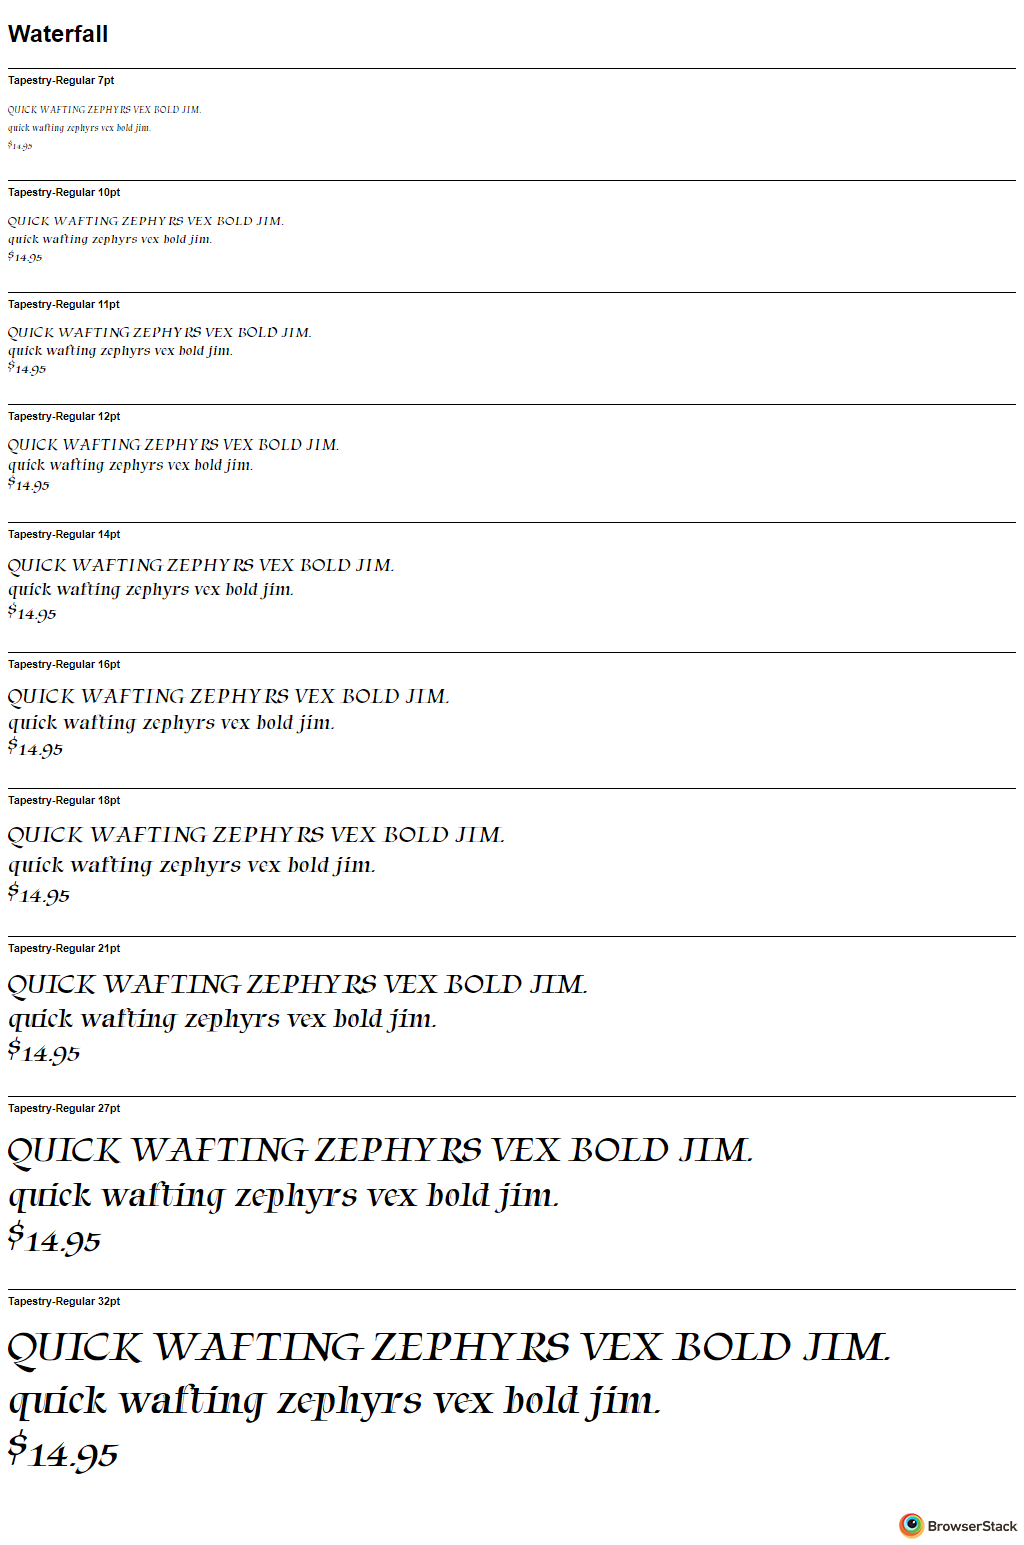 Waterfall
Tapestry-Regular 7pt
QUICK WAFTING ZEPHYRS VEX BOLD JIM.
quick wafting zephyrs vex bold jim.
$14.95
Tapestry-Regular 10pt
QUICK WAFTING ZEPHYRS VEX BOLD JIM.
quick wafting zephyrs vex bold jim.
$14.95
Tapestry-Regular 11pt
QUICK WAFTING ZEPHYRS VEX BOLD JIM.
quick wafting zephyrs vex bold jim.
$14.95
Tapestry-Regular 12pt
QUICK WAFTING ZEPHYRS VEX BOLD JIM.
quick wafting zephyrs vex bold jim.
$14.95
Tapestry-Regular 14pt
QUICK WAFTING ZEPHYRS VEX BOLD JIM.
quick wafting zephyrs vex bold jim.
$14.95
Tapestry-Regular 16pt
QUICK WAFTING ZEPHYRS VEX BOLD JIM.
quick wafting zephyrs vex bold jim.
$14.95
Tapestry-Regular 18pt
QUICK WAFTING ZEPHYRS VEX BOLD JIM.
quick wafting zephyrs vex bold jim.
$14.95
Tapestry-Regular 21pt
QUICK WAFTING ZEPHYRS VEX BOLD JIM.
quick wafting zephyrs vex bold jim.
$14.95
Tapestry-Regular 27pt
QUICK WAFTING ZEPHYRS VEX BOLD JIM.
quick wafting zephyrs vex bold jim.
$14.95
Tapestry-Regular 32pt
QUICK WAFTING ZEPHYRS VEX BOLD JIM.
quick wafting zephyrs vex bold jim.
$14.95
BrowserStack